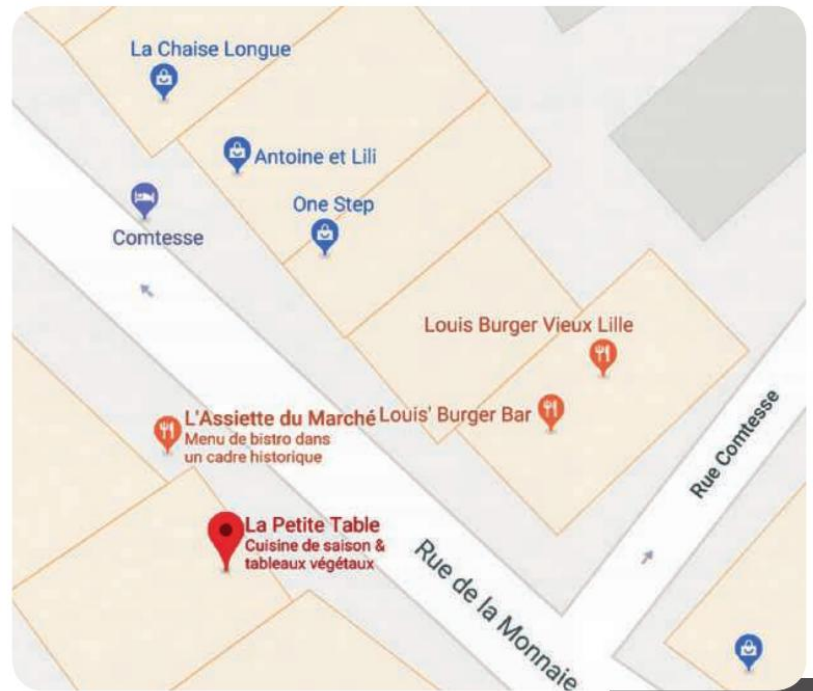 La Chaise Longue
Antoine et Lili
One Step
Comtesse
Louis Burger Vieux Lille
L'Assiette du Marché
Menu de bistro dans
un cadre historique
Louis' Burger Bar
Rue Comtesse
La Petite Table
Cuisine de saison &
tableaux végétaux
Rue de la Monnaie